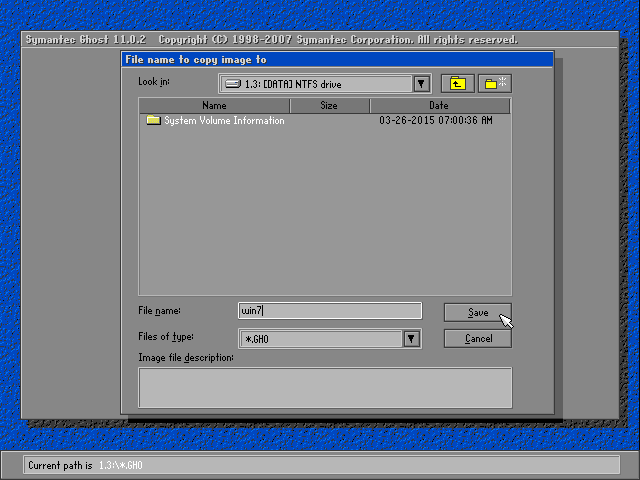 Symantec Ghost 11.0.2 Copyright (C) 1998-2007 Symantec Corporation. All rights reserved.
File name to copy image to
Look in: 1.3: [DATA] NTFS drive
Name Size Date
System Volume Information 03-26-2015 07:00:36 AM
File name: win7 Save
Files of type: *.GHO Cancel
Image file description:
Current path is 1.3:\*.GHO